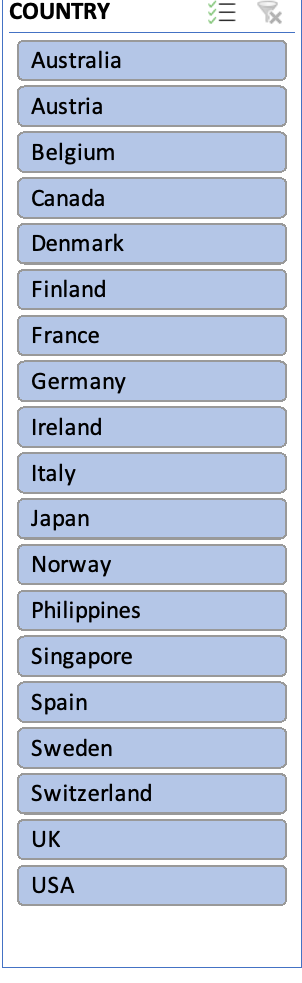 COUNTRY
Australia
Austria
Belgium
Canada
Denmark
Finland
France
Germany
Ireland
Italy
Japan
Norway
Philippines
Singapore
Spain
Sweden
Switzerland
UK
USA